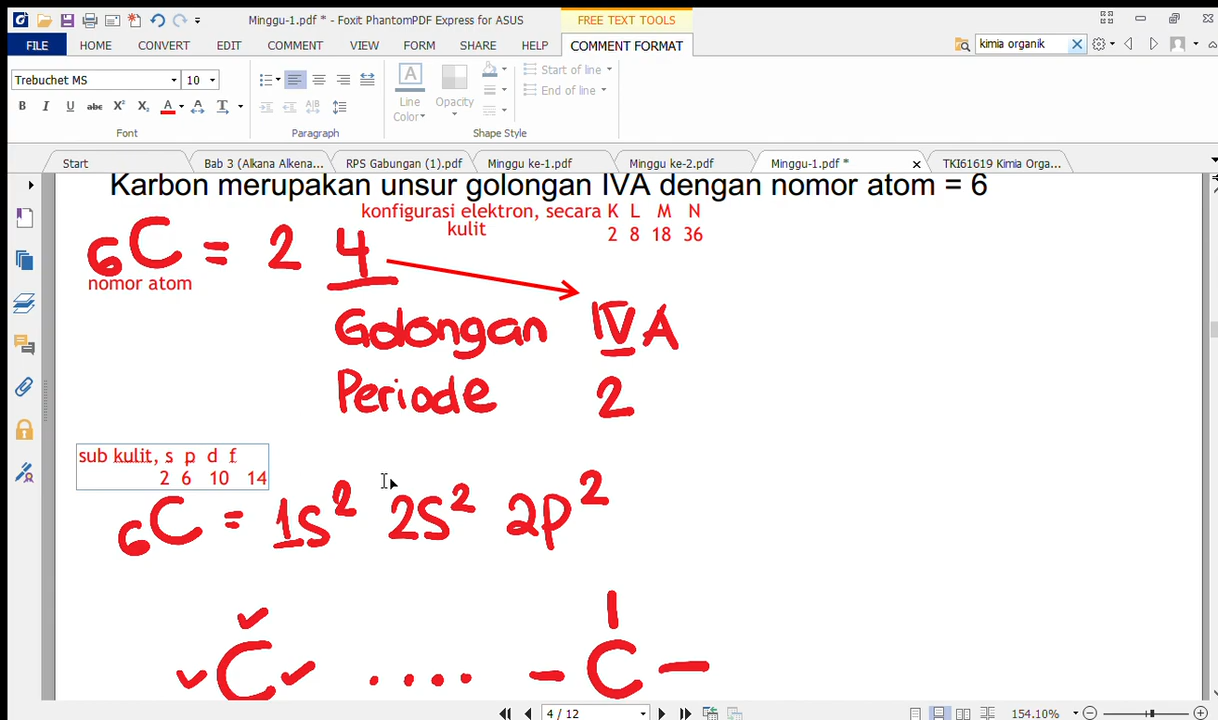 Minggu-1.pdf * - Foxit PhantomPDF Express for ASUS
FREE TEXT TOOLS
FILE HOME CONVERT EDIT COMMENT VIEW FORM SHARE HELP COMMENT FORMAT
kimia organik
Trebuchet MS 10
Line Color
Opacity
Start of line
End of line
B I U abc X² X₂ A A T
Font Paragraph Shape Style
Start Bab 3 (Alkana Alkena... RPS Gabungan (1).pdf Minggu ke-1.pdf Minggu ke-2.pdf Minggu-1.pdf * TKI61619 Kimia Orga...
Karbon merupakan unsur golongan IVA dengan nomor atom = 6
konfigurasi elektron, secara K L M N
kulit 2 8 18 36
6C = 2 4
nomor atom
Golongan IVA
Periode 2
sub kulit, s p d f
2 6 10 14
6C = 1s² 2s² 2p²
C .... - C -
4 / 12
154.10%